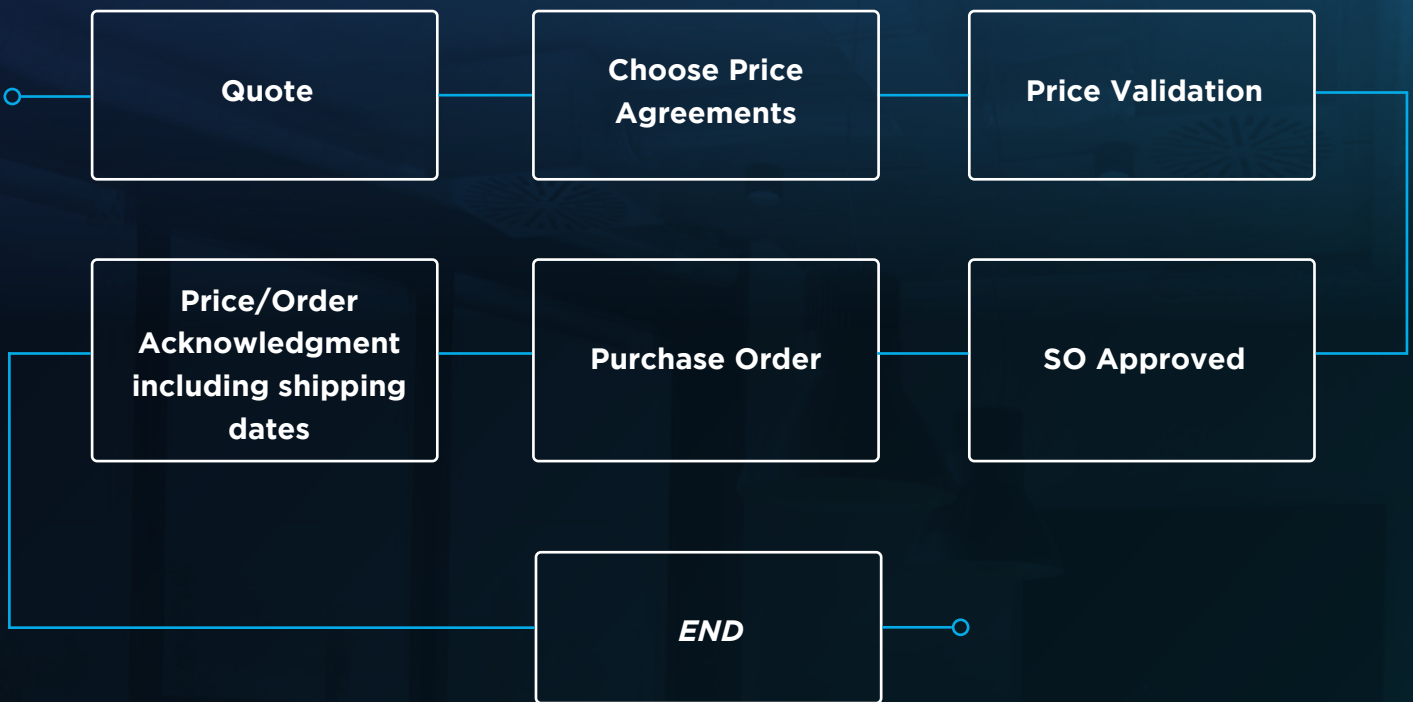 Quote
Choose Price
Agreements
Price Validation
Price/Order
Acknowledgment
including shipping
dates
Purchase Order
SO Approved
END